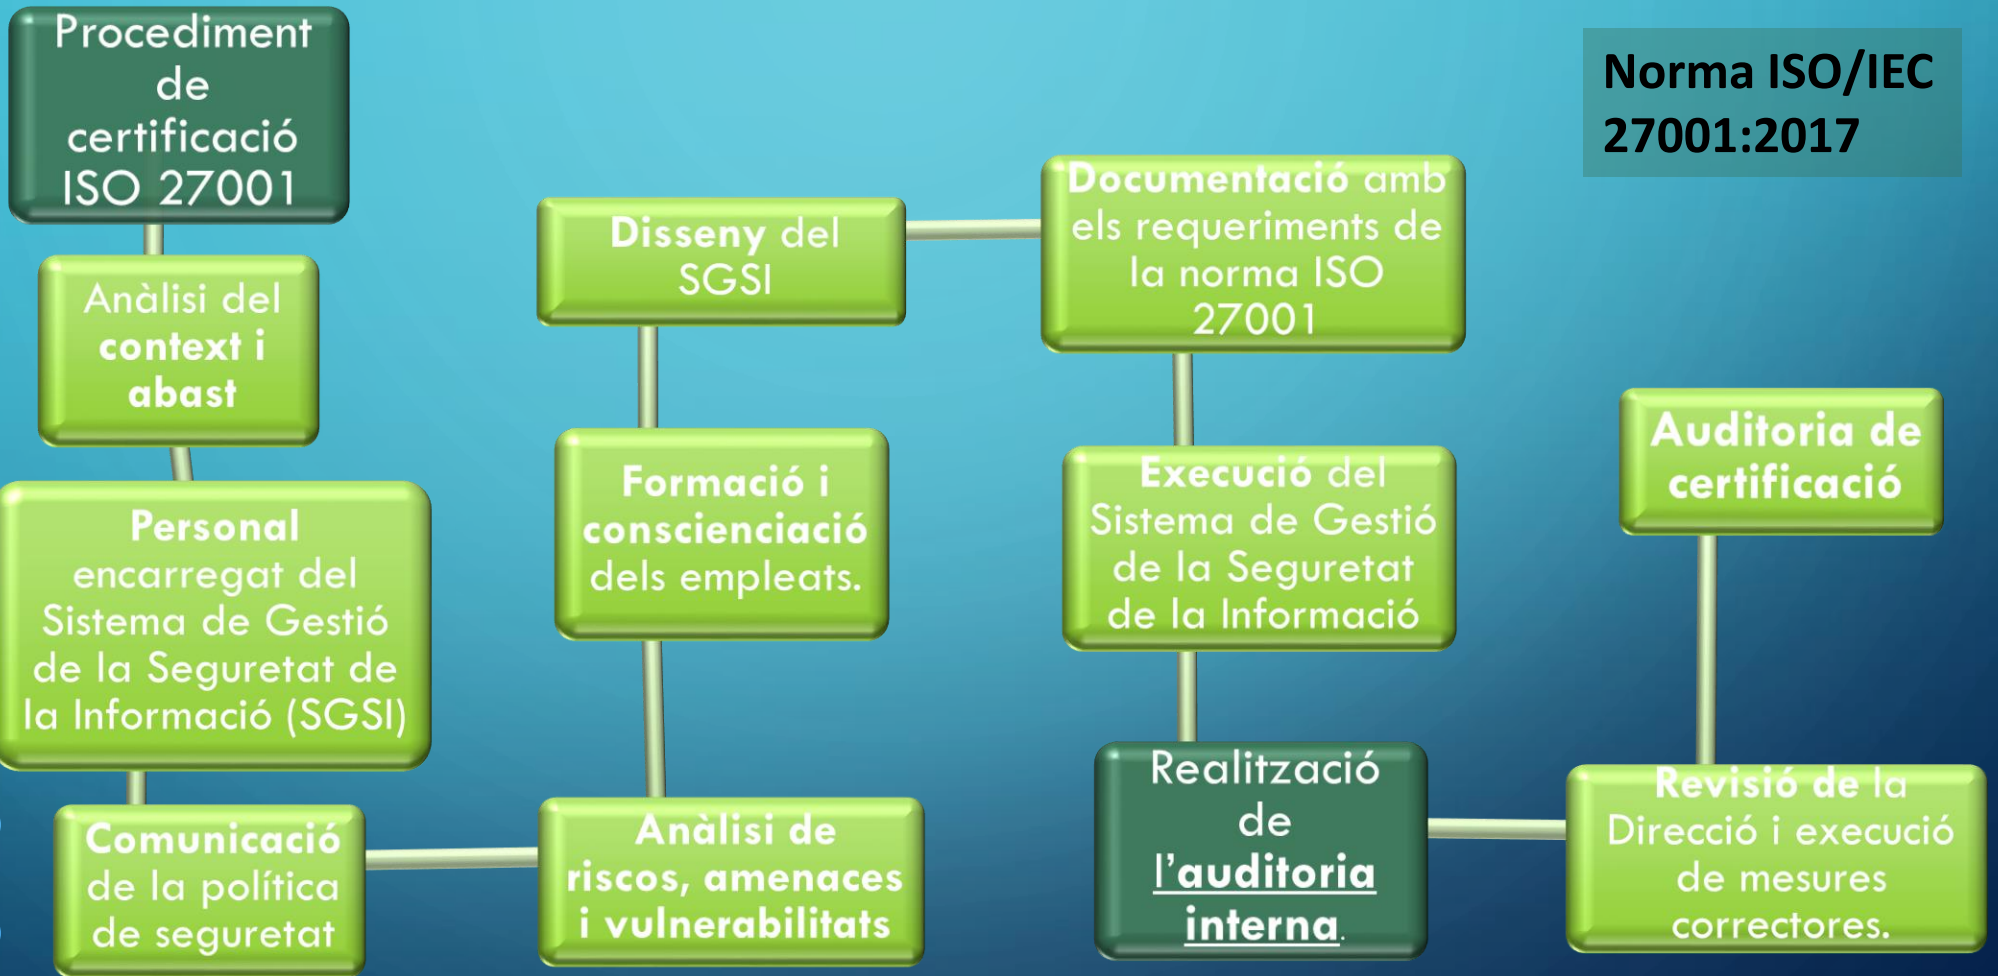 Procediment
de
certificació
ISO 27001
Anàlisi del
context i
abast
Personal
encarregat del
Sistema de Gestió
de la Seguretat de
la Informació (SGSI)
Comunicació
de la política
de seguretat
Anàlisi de
riscos, amenaces
i vulnerabilitats
Formació i
conscienciació
dels empleats.
Disseny del
SGSI
Documentació amb
els requeriments de
la norma ISO
27001
Execució del
Sistema de Gestió
de la Seguretat
de la Informació
Realització
de
l’auditoria
interna.
Revisió de la
Direcció i execució
de mesures
correctores.
Auditoria de
certificació
Norma ISO/IEC
27001:2017